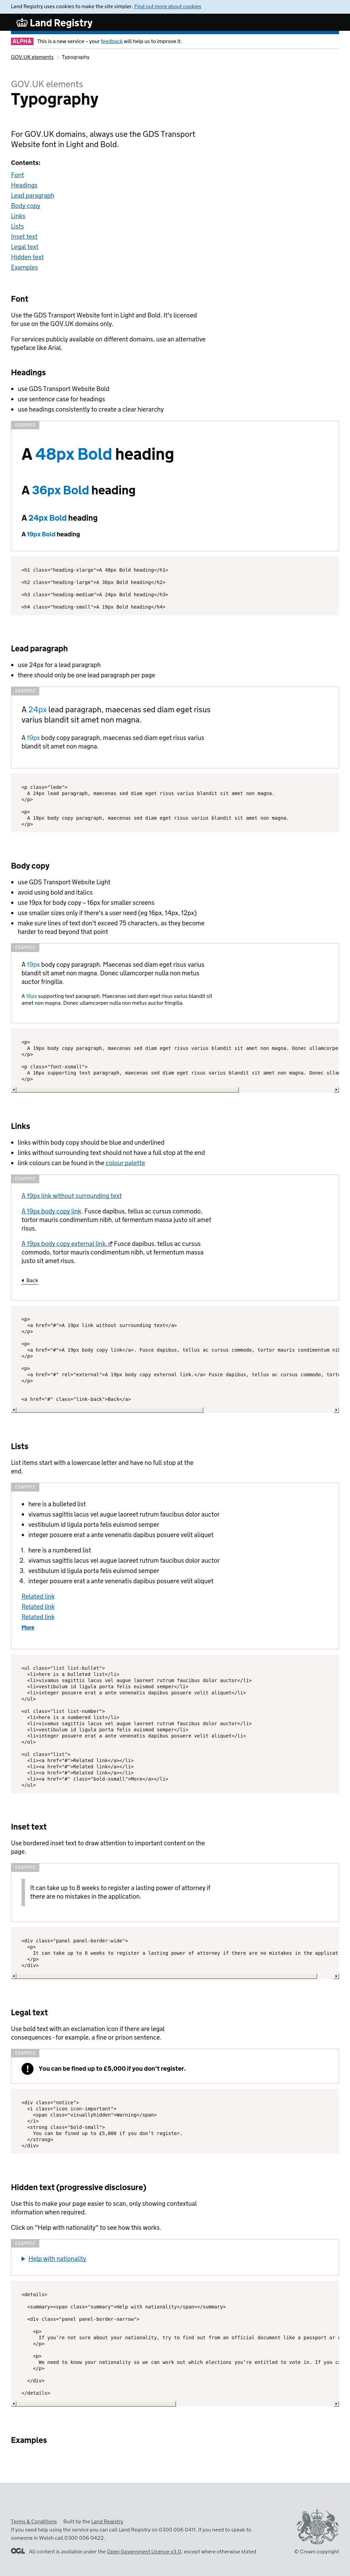 Land Registry uses cookies to make the site simpler. Find out more about cookies
Land Registry
ALPHA This is a new service – your feedback will help us to improve it.
GOV.UK elements Typography
GOV.UK elements
Typography
For GOV.UK domains, always use the GDS Transport
Website font in Light and Bold.
Contents:
Font
Headings
Lead paragraph
Body copy
Links
Lists
Inset text
Legal text
Hidden text
Examples
Font
Use the GDS Transport Website font in Light and Bold. It's licensed
for use on the GOV.UK domains only.
For services publicly available on different domains, use an alternative
typeface like Arial.
Headings
• use GDS Transport Website Bold
• use sentence case for headings
• use headings consistently to create a clear hierarchy
EXAMPLE
A 48px Bold heading
A 36px Bold heading
A 24px Bold heading
A 19px Bold heading
<h1 class="heading-xlarge">A 48px Bold heading</h1>
<h2 class="heading-large">A 36px Bold heading</h2>
<h3 class="heading-medium">A 24px Bold heading</h3>
<h4 class="heading-small">A 19px Bold heading</h4>
Lead paragraph
• use 24px for a lead paragraph
• there should only be one lead paragraph per page
EXAMPLE
A 24px lead paragraph, maecenas sed diam eget risus
varius blandit sit amet non magna.
A 19px body copy paragraph, maecenas sed diam eget risus varius
blandit sit amet non magna.
<p class="lede">
A 24px lead paragraph, maecenas sed diam eget risus varius blandit sit amet non magna.
</p>
<p>
A 19px body copy paragraph, maecenas sed diam eget risus varius blandit sit amet non magna.
</p>
Body copy
• use GDS Transport Website Light
• avoid using bold and italics
• use 19px for body copy – 16px for smaller screens
• use smaller sizes only if there's a user need (eg 16px, 14px, 12px)
• make sure lines of text don't exceed 75 characters, as they become
harder to read beyond that point
EXAMPLE
A 19px body copy paragraph. Maecenas sed diam eget risus varius
blandit sit amet non magna. Donec ullamcorper nulla non metus
auctor fringilla.
A 16px supporting text paragraph. Maecenas sed diam eget risus varius blandit sit
amet non magna. Donec ullamcorper nulla non metus auctor fringilla.
<p>
A 19px body copy paragraph, maecenas sed diam eget risus varius blandit sit amet non magna. Donec ullamcorper
</p>
<p class="font-xsmall">
A 16px supporting text paragraph, maecenas sed diam eget risus varius blandit sit amet non magna. Donec ullam
</p>
Links
• links within body copy should be blue and underlined
• links without surrounding text should not have a full stop at the end
• link colours can be found in the colour palette
EXAMPLE
A 19px link without surrounding text
A 19px body copy link. Fusce dapibus, tellus ac cursus commodo,
tortor mauris condimentum nibh, ut fermentum massa justo sit amet
risus.
A 19px body copy external link. Fusce dapibus, tellus ac cursus
commodo, tortor mauris condimentum nibh, ut fermentum massa
justo sit amet risus.
Back
<p>
<a href="#">A 19px link without surrounding text</a>
</p>
<p>
<a href="#">A 19px body copy link</a>. Fusce dapibus, tellus ac cursus commodo, tortor mauris condimentum nib
</p>
<p>
<a href="#" rel="external">A 19px body copy external link.</a> Fusce dapibus, tellus ac cursus commodo, torto
</p>
<a href="#" class="link-back">Back</a>
Lists
List items start with a lowercase letter and have no full stop at the
end.
EXAMPLE
• here is a bulleted list
• vivamus sagittis lacus vel augue laoreet rutrum faucibus dolor auctor
• vestibulum id ligula porta felis euismod semper
• integer posuere erat a ante venenatis dapibus posuere velit aliquet
1. here is a numbered list
2. vivamus sagittis lacus vel augue laoreet rutrum faucibus dolor auctor
3. vestibulum id ligula porta felis euismod semper
4. integer posuere erat a ante venenatis dapibus posuere velit aliquet
Related link
Related link
Related link
More
<ul class="list list-bullet">
<li>here is a bulleted list</li>
<li>vivamus sagittis lacus vel augue laoreet rutrum faucibus dolor auctor</li>
<li>vestibulum id ligula porta felis euismod semper</li>
<li>integer posuere erat a ante venenatis dapibus posuere velit aliquet</li>
</ul>
<ol class="list list-number">
<li>here is a numbered list</li>
<li>vivamus sagittis lacus vel augue laoreet rutrum faucibus dolor auctor</li>
<li>vestibulum id ligula porta felis euismod semper</li>
<li>integer posuere erat a ante venenatis dapibus posuere velit aliquet</li>
</ol>
<ul class="list">
<li><a href="#">Related link</a></li>
<li><a href="#">Related link</a></li>
<li><a href="#">Related link</a></li>
<li><a href="#" class="bold-xsmall">More</a></li>
</ul>
Inset text
Use bordered inset text to draw attention to important content on the
page.
EXAMPLE
It can take up to 8 weeks to register a lasting power of attorney if
there are no mistakes in the application.
<div class="panel panel-border-wide">
<p>
It can take up to 8 weeks to register a lasting power of attorney if there are no mistakes in the applicati
</p>
</div>
Legal text
Use bold text with an exclamation icon if there are legal
consequences - for example, a fine or prison sentence.
EXAMPLE
! You can be fined up to £5,000 if you don't register.
<div class="notice">
<i class="icon icon-important">
<span class="visuallyhidden">Warning</span>
</i>
<strong class="bold-small">
You can be fined up to £5,000 if you don't register.
</strong>
</div>
Hidden text (progressive disclosure)
Use this to make your page easier to scan, only showing contextual
information when required.
Click on "Help with nationality" to see how this works.
EXAMPLE
Help with nationality
<details>
<summary><span class="summary">Help with nationality</span></summary>
<div class="panel panel-border-narrow">
<p>
If you're not sure about your nationality, try to find out from an official document like a passport or
</p>
<p>
We need to know your nationality so we can work out which elections you're entitled to vote in. If you
</p>
</div>
</details>
Examples
Terms & Conditions Built by the Land Registry
If you need help using the service you can call Land Registry on 0300 006 0411. If you need to speak to
someone in Welsh call 0300 006 0422.
OGL All content is available under the Open Government Licence v3.0, except where otherwise stated
© Crown copyright